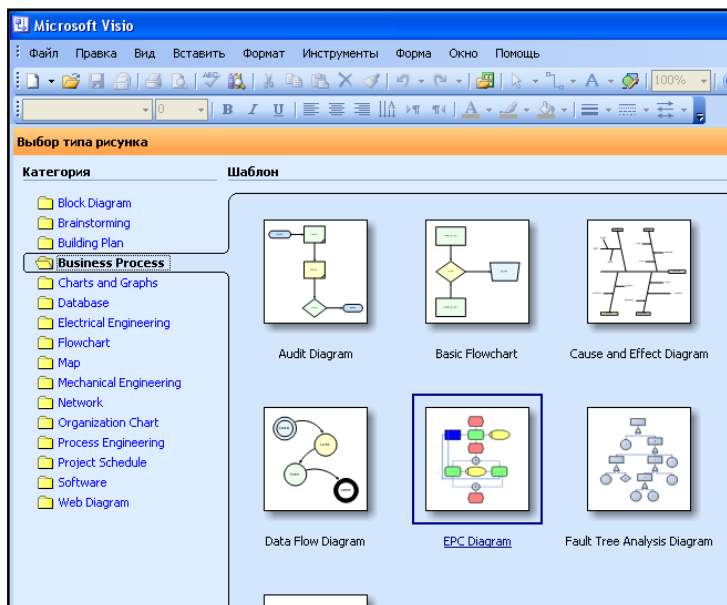 Microsoft Visio
Файл Правка Вид Вставить Формат Инструменты Форма Окно Помощь
ABC
A
100%
0
B I U
A
Выбор типа рисунка
Категория
Шаблон
Block Diagram
Brainstorming
Building Plan
Business Process
Charts and Graphs
Database
Electrical Engineering
Flowchart
Map
Mechanical Engineering
Network
Organization Chart
Process Engineering
Project Schedule
Software
Web Diagram
Audit Diagram
Basic Flowchart
Cause and Effect Diagram
Data Flow Diagram
EPC Diagram
Fault Tree Analysis Diagram